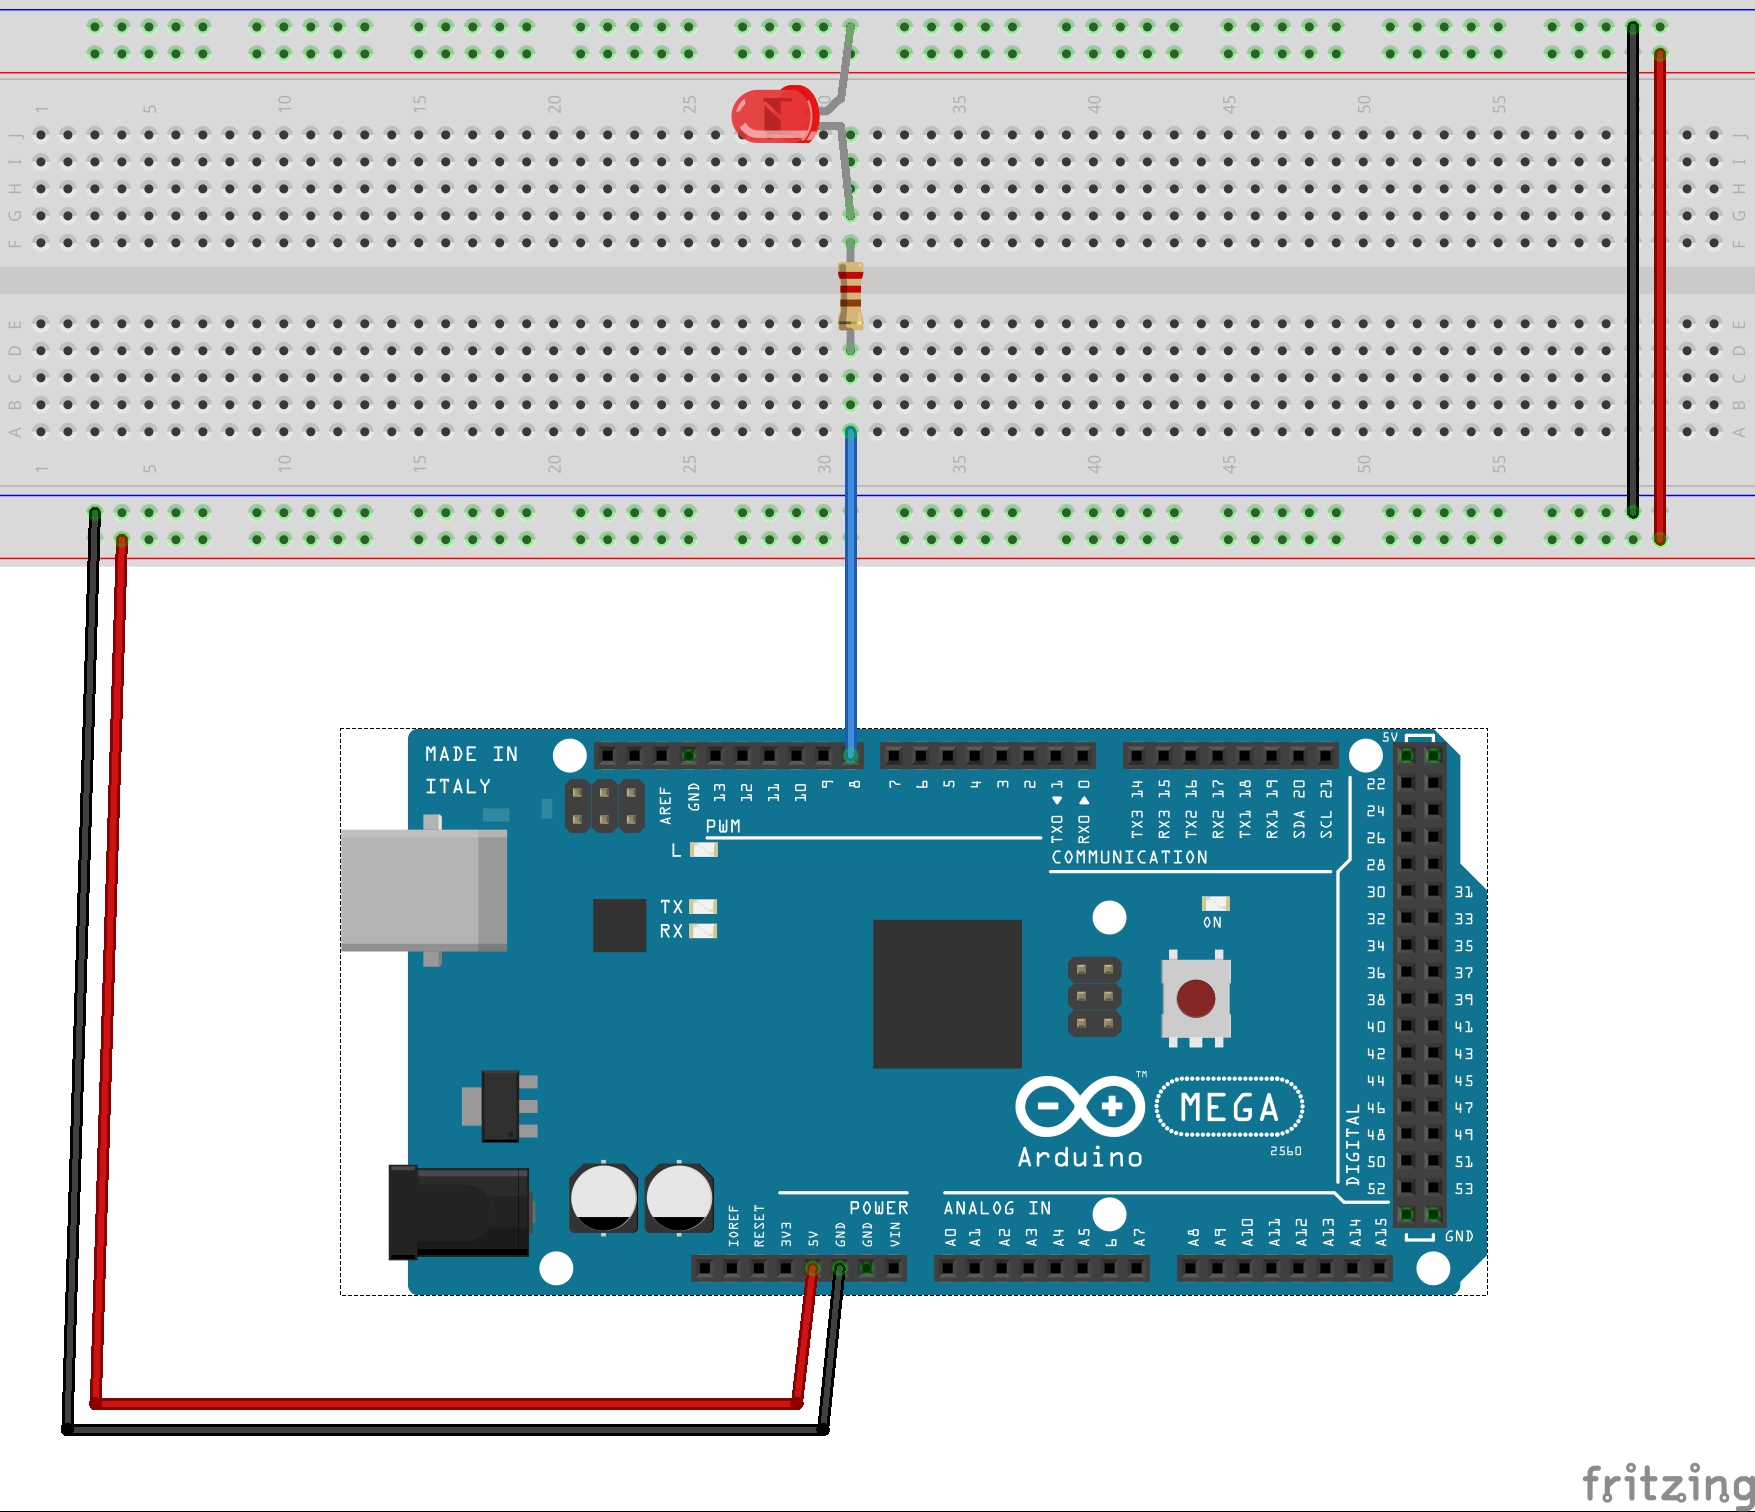 1 5 10 15 20 25 30 35 40 45 50 55
J J
I I
H H
G G
F F
E E
D D
C C
B B
A A
1 5 10 15 20 25 30 35 40 45 50 55
MADE IN
ITALY
AREF GND 13 12 11 10 9 8 7 6 5 4 3 2 TX0 1 RX0 0 TX3 14 RX3 15 TX2 16 RX2 17 TX1 18 RX1 19 SDA 20 SCL 21
5V
PWM
COMMUNICATION
L
TX
RX
ON
22
24
26
28
30 31
32 33
34 35
36 37
38 39
40 41
42 43
44 45
46 47
48 49
50 51
52 53
DIGITAL
GND
TM
MEGA
2560
Arduino
POWER
ANALOG IN
IOREF RESET 3V3 5V GND GND VIN A0 A1 A2 A3 A4 A5 6 A7 A8 A9 A10 A11 A12 A13 A14 A15
fritzing